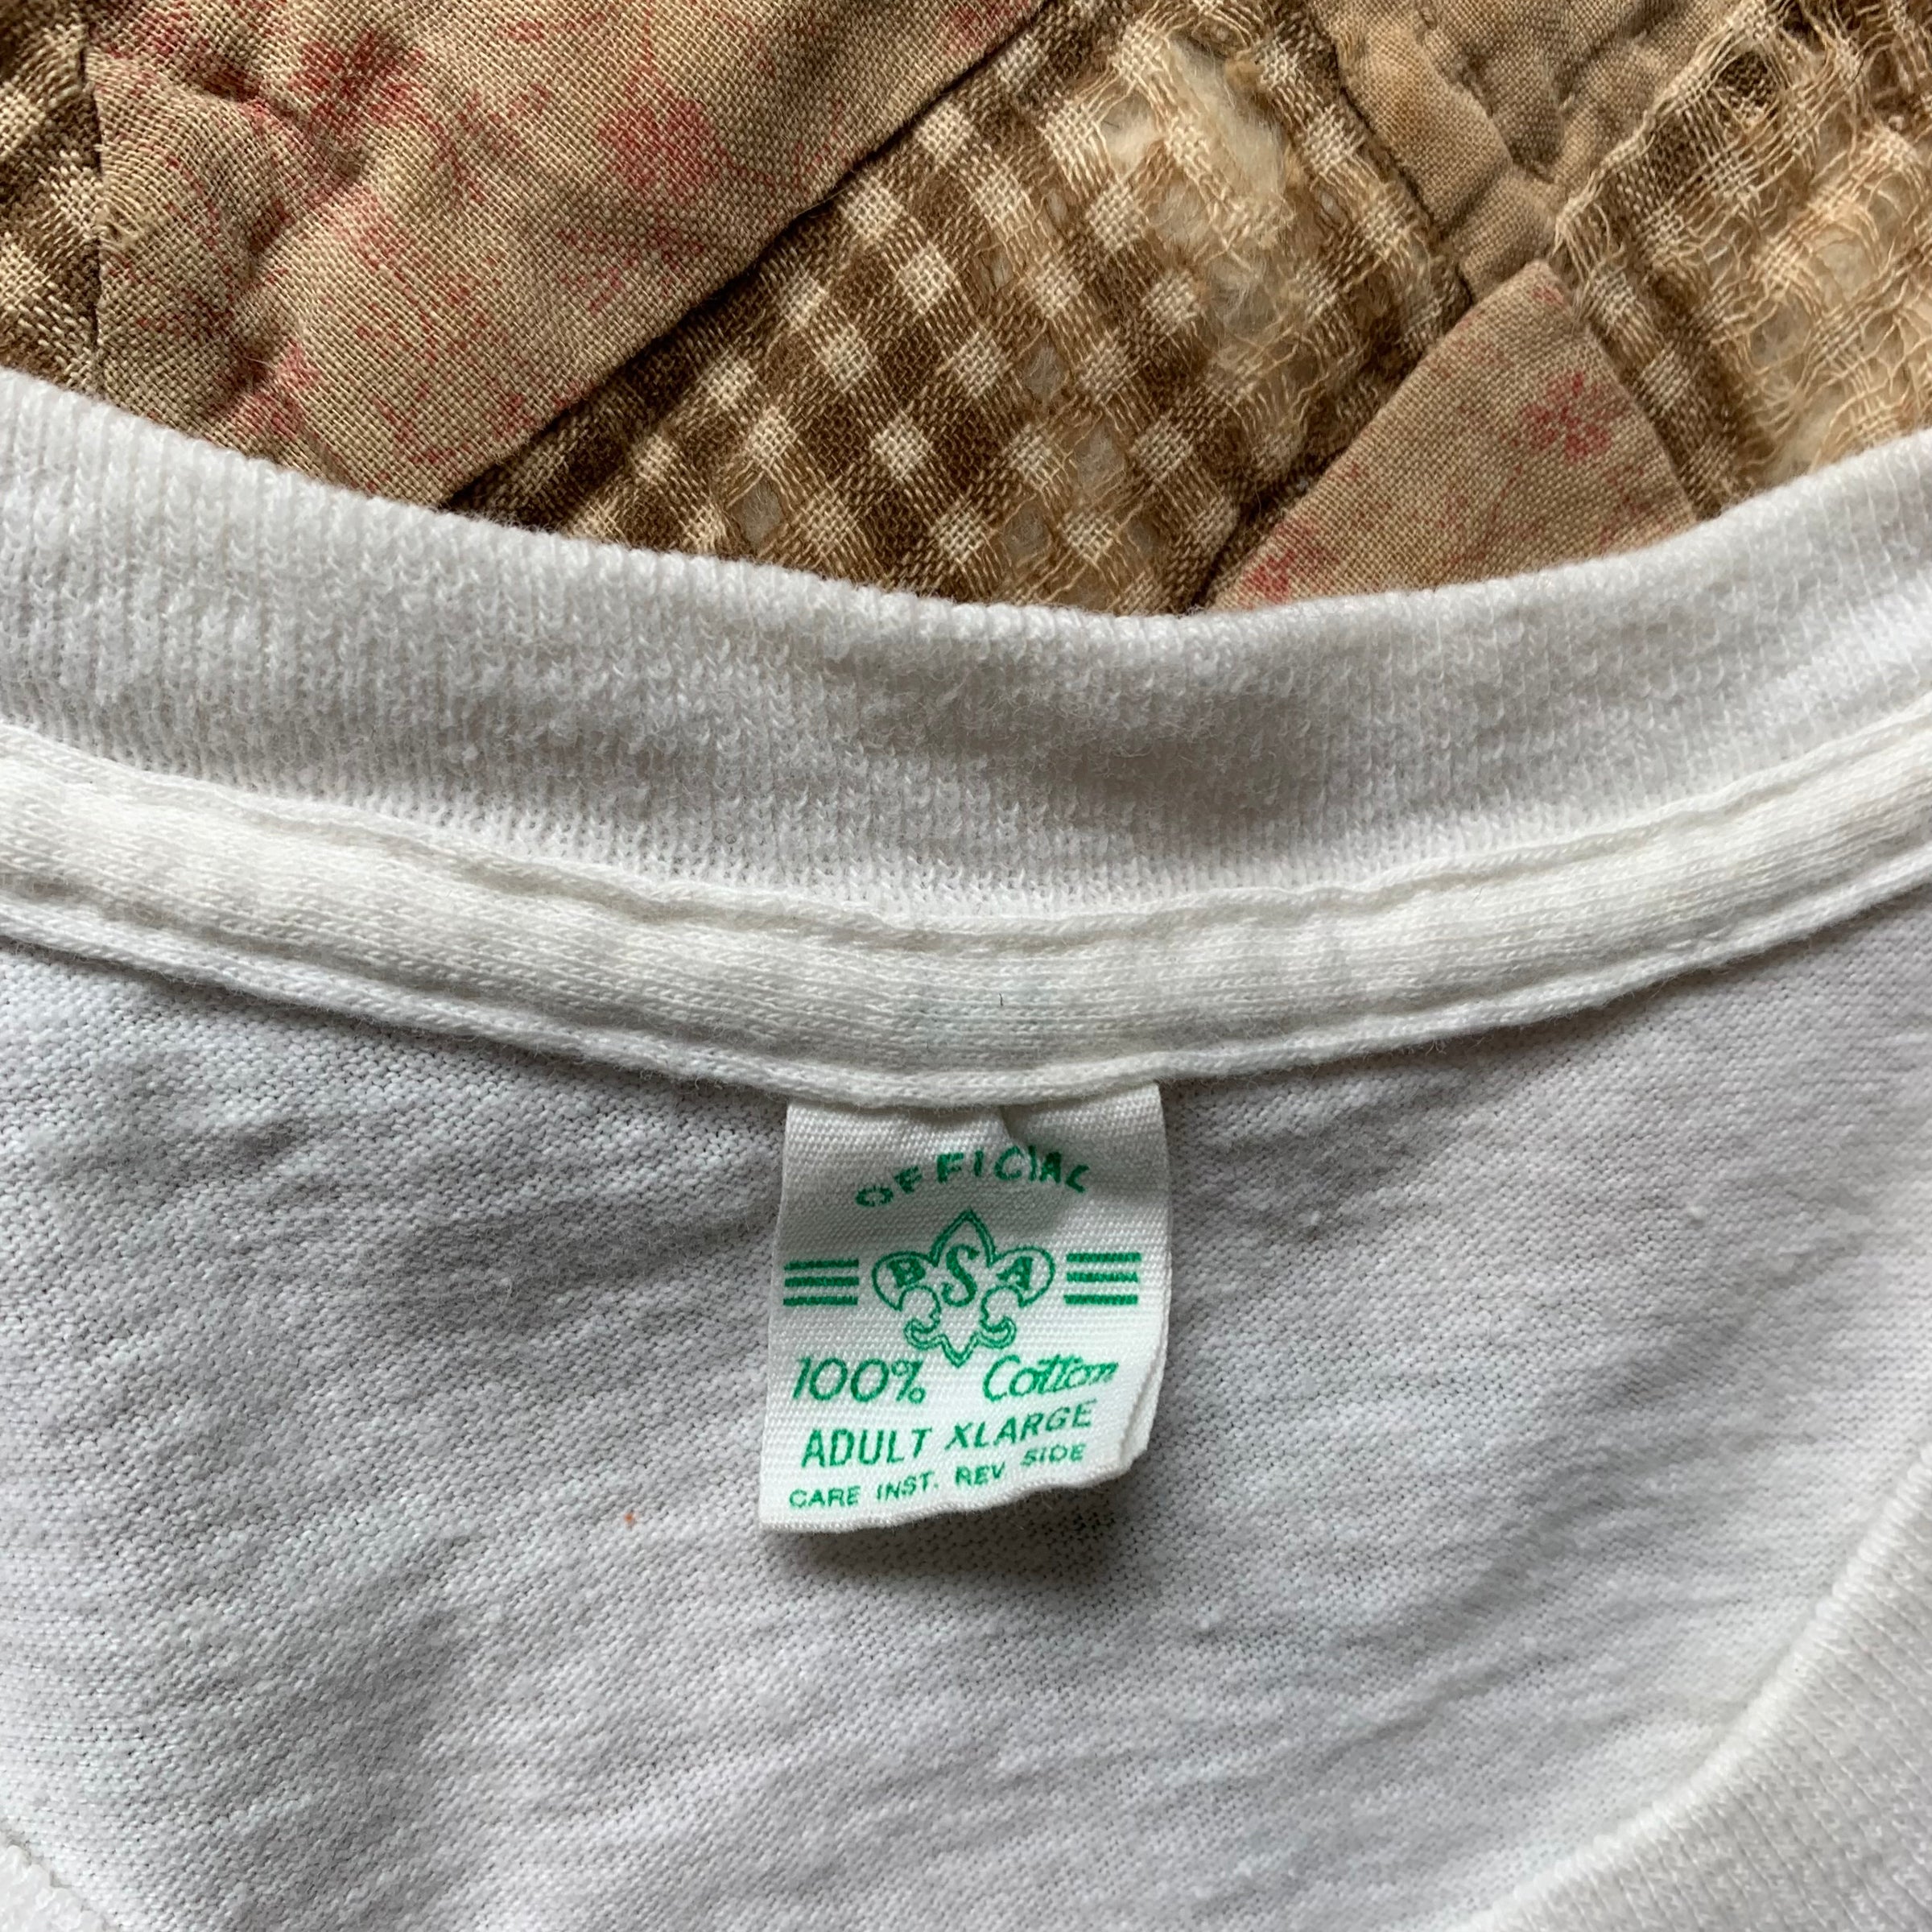 OFFICIAL
BSA
100% Cotton
ADULT XLARGE
CARE INST. REV SIDE